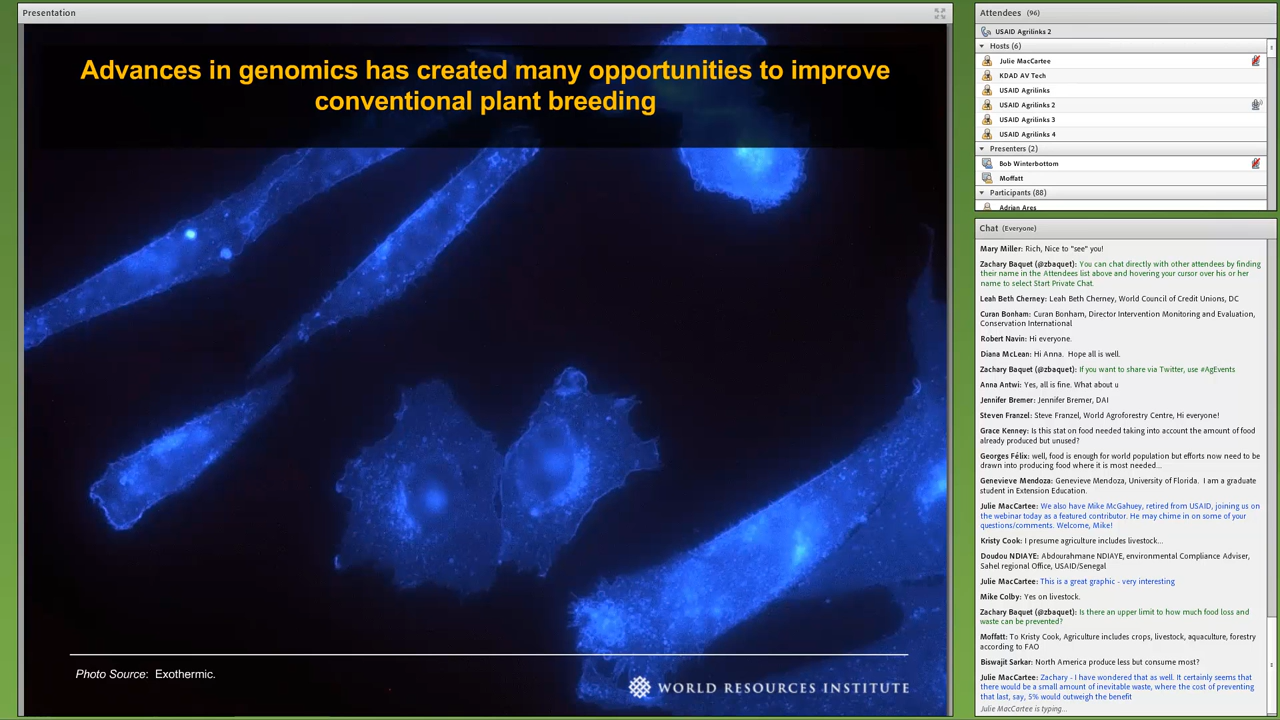 Presentation
Advances in genomics has created many opportunities to improve
conventional plant breeding
Photo Source: Exothermic.
WORLD RESOURCES INSTITUTE
Attendees (96)
USAID Agrilinks 2
Hosts (6)
Julie MacCartee
KDAD AV Tech
USAID Agrilinks
USAID Agrilinks 2
USAID Agrilinks 3
USAID Agrilinks 4
Presenters (2)
Bob Winterbottom
Moffatt
Participants (88)
Adrian Ares
Chat (Everyone)
Mary Miller: Rich, Nice to "see" you!
Zachary Baquet (@zbaquet): You can chat directly with other attendees by finding
their name in the Attendees list above and hovering your cursor over his or her
name to select Start Private Chat.
Leah Beth Cherney: Leah Beth Cherney, World Council of Credit Unions, DC
Curan Bonham: Curan Bonham, Director Intervention Monitoring and Evaluation,
Conservation International
Robert Navin: Hi everyone.
Diana McLean: Hi Anna. Hope all is well.
Zachary Baquet (@zbaquet): If you want to share via Twitter, use #AgEvents
Anna Antwi: Yes, all is fine. What about u
Jennifer Bremer: Jennifer Bremer, DAI
Steven Franzel: Steve Franzel, World Agroforestry Centre, Hi everyone!
Grace Kenney: Is this stat on food needed taking into account the amount of food
already produced but unused?
Georges Félix: well, food is enough for world population but efforts now need to be
drawn into producing food where it is most needed...
Genevieve Mendoza: Genevieve Mendoza, University of Florida. I am a graduate
student in Extension Education.
Julie MacCartee: We also have Mike McGahuey, retired from USAID, joining us on
the webinar today as a featured contributor. He may chime in on some of your
questions/comments. Welcome, Mike!
Kristy Cook: I presume agriculture includes livestock...
Doudou NDIAYE: Abdourahmane NDIAYE, environmental Compliance Adviser,
Sahel regional Office, USAID/Senegal
Julie MacCartee: This is a great graphic - very interesting
Mike Colby: Yes on livestock.
Zachary Baquet (@zbaquet): Is there an upper limit to how much food loss and
waste can be prevented?
Moffatt: To Kristy Cook, Agriculture includes crops, livestock, aquaculture, forestry
according to FAO
Biswajit Sarkar: North America produce less but consume most?
Julie MacCartee: Zachary - I have wondered that as well. It certainly seems that
there would be a small amount of inevitable waste, where the cost of preventing
that last, say, 5% would outweigh the benefit
Julie MacCartee is typing...